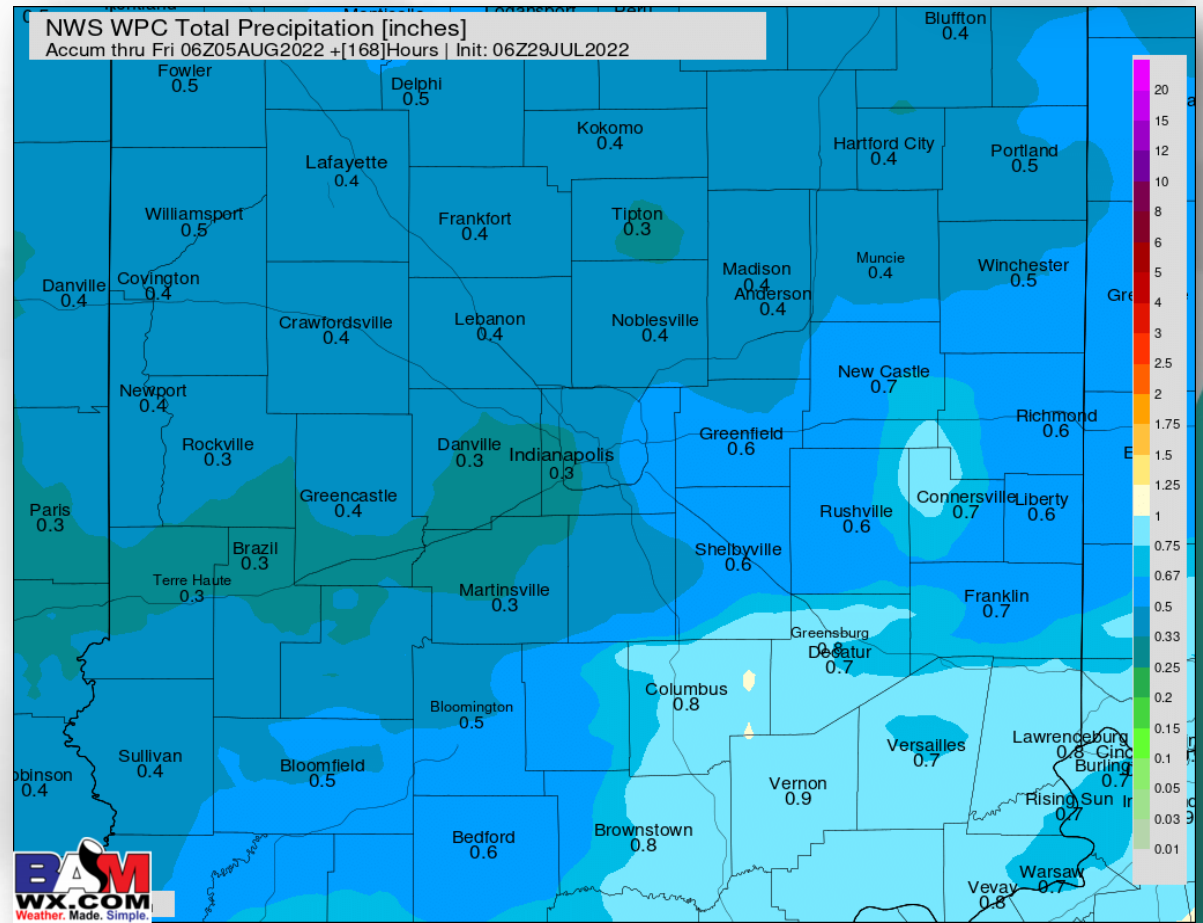 NWS WPC Total Precipitation [inches]
Accum thru Fri 06Z05AUG2022 +[168]Hours | Init: 06Z29JUL2022
Bluffton
0.4
Fowler
0.5
Delphi
0.5
Kokomo
0.4
Hartford City
0.4
Portland
0.5
Lafayette
0.4
Williamsport
0.5
Frankfort
0.4
Tipton
0.3
Muncie
0.4
Winchester
0.5
Danville
0.4
Covington
0.4
Madison
0.4
Anderson
0.4
Crawfordsville
0.4
Lebanon
0.4
Noblesville
0.4
New Castle
0.7
Newport
0.4
Richmond
0.6
Rockville
0.3
Danville
0.3
Indianapolis
0.3
Greenfield
0.6
Greencastle
0.4
Paris
0.3
Rushville
0.6
Connersville
0.7
Liberty
0.6
Brazil
0.3
Shelbyville
0.6
Terre Haute
0.3
Martinsville
0.3
Franklin
0.7
Greensburg
0.8
Decatur
0.7
Columbus
0.8
Bloomington
0.5
Versailles
0.7
Lawrenceburg
0.8
Sullivan
0.4
Bloomfield
0.5
obinson
0.4
Cinc
Burling
0.7
Vernon
0.9
Rising Sun
0.7
Bedford
0.6
Brownstown
0.8
Warsaw
0.7
Vevay
0.8
20
15
12
10
8
6
5
4
3
2.5
2
1.75
1.5
1.25
1
0.75
0.67
0.5
0.33
0.25
0.2
0.15
0.1
0.05
0.03
0.01
BAM
WX.COM
Weather. Made. Simple.